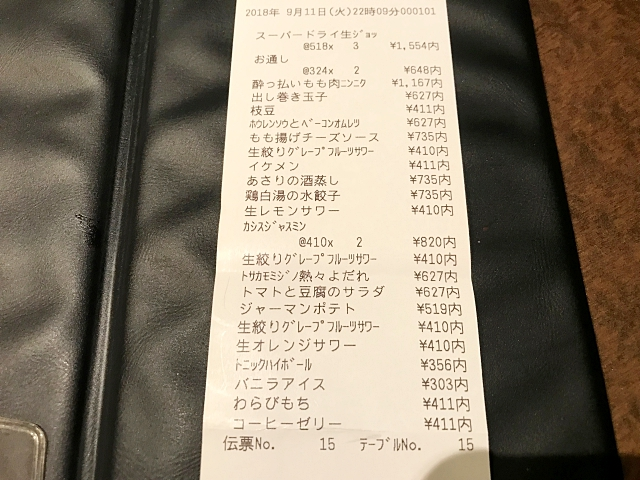 2018年 9月11日(火)22時09分000101
スーパードライ生ｼﾞｮｯ
@518x 3 ¥1,554内
お通し
@324x 2 ¥648内
酔っ払いもも肉ﾆﾝﾆｸ ¥1,167内
出し巻き玉子 ¥627内
枝豆 ¥411内
ﾎｳﾚﾝｿｳとﾍﾞｰｺﾝｵﾑﾚﾂ ¥627内
もも揚げチーズソース ¥735内
生絞りｸﾞﾚｰﾌﾟﾌﾙｰﾂｻﾜｰ ¥410内
イケメン ¥411内
あさりの酒蒸し ¥735内
鶏白湯の水餃子 ¥735内
生レモンサワー ¥410内
ｶｼｽｼﾞｬｽﾐﾝ
@410x 2 ¥820内
生絞りｸﾞﾚｰﾌﾟﾌﾙｰﾂｻﾜｰ ¥410内
ﾄｻｶﾓﾐｼﾞﾉ熱々よだれ ¥627内
トマトと豆腐のサラダ ¥627内
ジャーマンポテト ¥519内
生絞りｸﾞﾚｰﾌﾟﾌﾙｰﾂｻﾜｰ ¥410内
生オレンジサワー ¥410内
ﾄﾆｯｸﾊｲﾎﾞｰﾙ ¥356内
バニラアイス ¥303内
わらびもち ¥411内
コーヒーゼリー ¥411内
伝票No. 15 ﾃｰﾌﾞﾙNo. 15